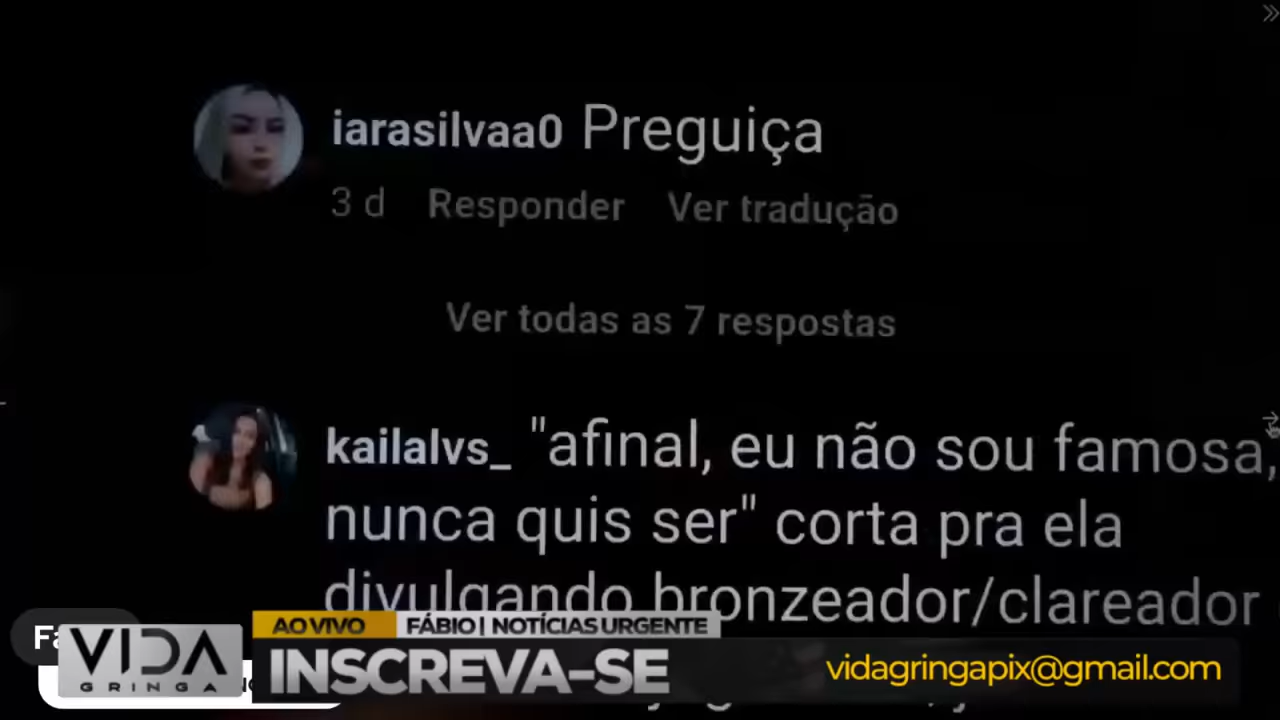 iarasilvaa0 Preguiça
3 d Responder Ver tradução
Ver todas as 7 respostas
kailalvs_ "afinal, eu não sou famosa,
nunca quis ser" corta pra ela
divulgando bronzeador/clareador
AO VIVO FÁBIO | NOTÍCIAS URGENTE
VIDA
GRINGA
INSCREVA-SE
vidagringapix@gmail.com